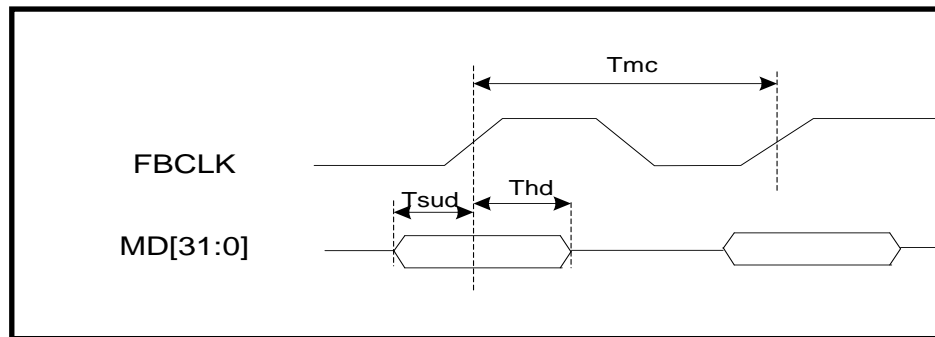 Tmc
FBCLK
Tsud
Thd
MD[31:0]